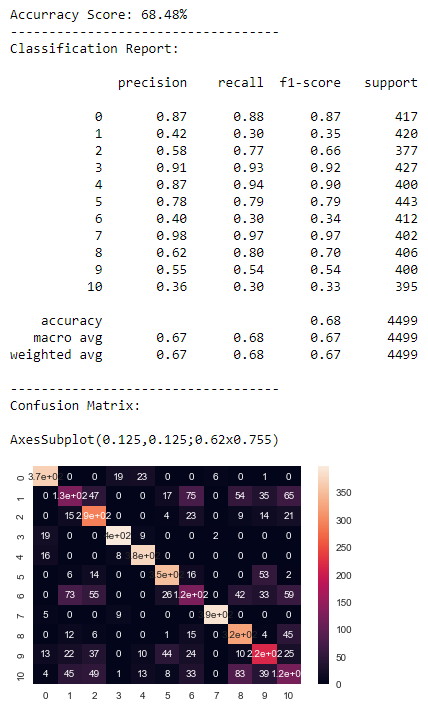 Accurracy Score: 68.48%
-----------------------------------
Classification Report:
precision recall f1-score support
0 0.87 0.88 0.87 417
1 0.42 0.30 0.35 420
2 0.58 0.77 0.66 377
3 0.91 0.93 0.92 427
4 0.87 0.94 0.90 400
5 0.78 0.79 0.79 443
6 0.40 0.30 0.34 412
7 0.98 0.97 0.97 402
8 0.62 0.80 0.70 406
9 0.55 0.54 0.54 400
10 0.36 0.30 0.33 395
accuracy 0.68 4499
macro avg 0.67 0.68 0.67 4499
weighted avg 0.67 0.68 0.67 4499
-----------------------------------
Confusion Matrix:
AxesSubplot(0.125,0.125;0.62x0.755)
0 3.7e+02 0 0 19 23 0 0 6 0 1 0
1 0 1.3e+02 47 0 0 17 75 0 54 35 65
2 0 15 2.9e+02 0 0 4 23 0 9 14 21
3 19 0 0 4e+02 9 0 0 2 0 0 0
4 16 0 0 8 3.8e+02 0 0 0 0 0 0
5 0 6 14 0 0 3.5e+02 16 0 0 53 2
6 0 73 55 0 0 26 1.2e+02 0 42 33 59
7 5 0 0 9 0 0 0 3.9e+02 0 0 0
8 0 12 6 0 0 1 15 0 3.2e+02 4 45
9 13 22 37 0 10 44 24 0 10 2.2e+02 25
10 4 45 49 1 13 8 33 0 83 39 1.2e+02
0 1 2 3 4 5 6 7 8 9 10
350
300
250
200
150
100
50
0